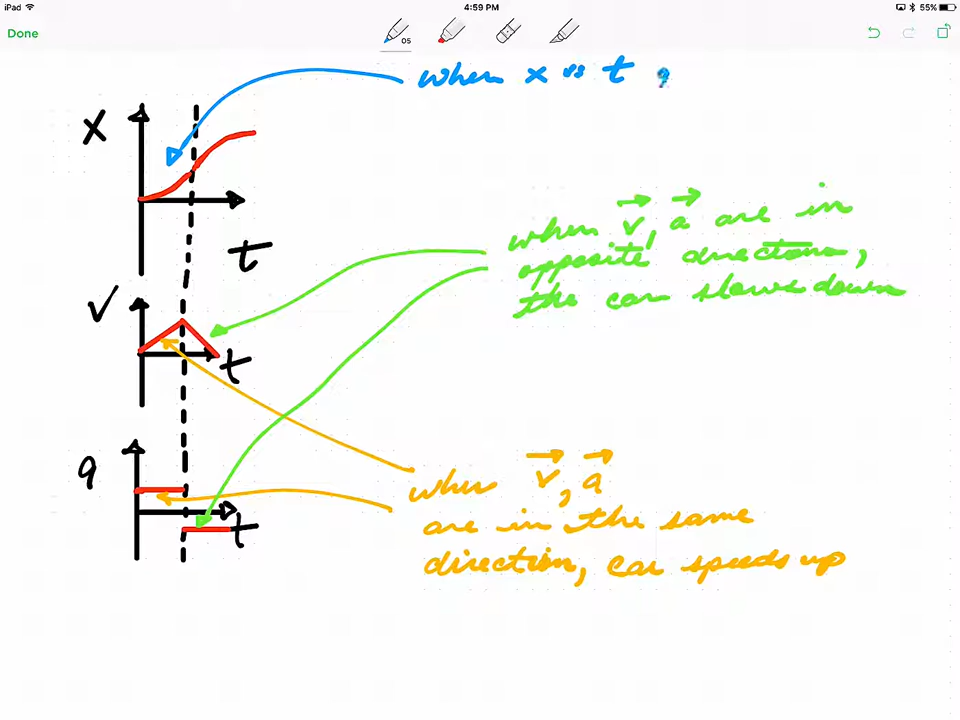 iPad
4:59 PM
55%
Done
05
when x vs t
x
t
when v, a are in
opposite directions,
the car slows down
v
t
a
t
when v, a
are in the same
direction, car speeds up